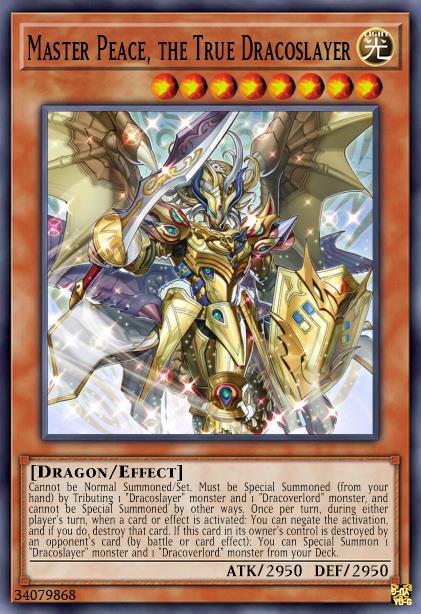 Master Peace, the True Dracoslayer
LIGHT
光
[Dragon/Effect]
Cannot be Normal Summoned/Set. Must be Special Summoned (from your
hand) by Tributing 1 "Dracoslayer" monster and 1 "Dracoverlord" monster, and
cannot be Special Summoned by other ways. Once per turn, during either
player's turn, when a card or effect is activated: You can negate the activation,
and if you do, destroy that card. If this card in its owner's control is destroyed by
an opponent's card (by battle or card effect): You can Special Summon 1
"Dracoslayer" monster and 1 "Dracoverlord" monster from your Deck.
ATK/2950 DEF/2950
34079868